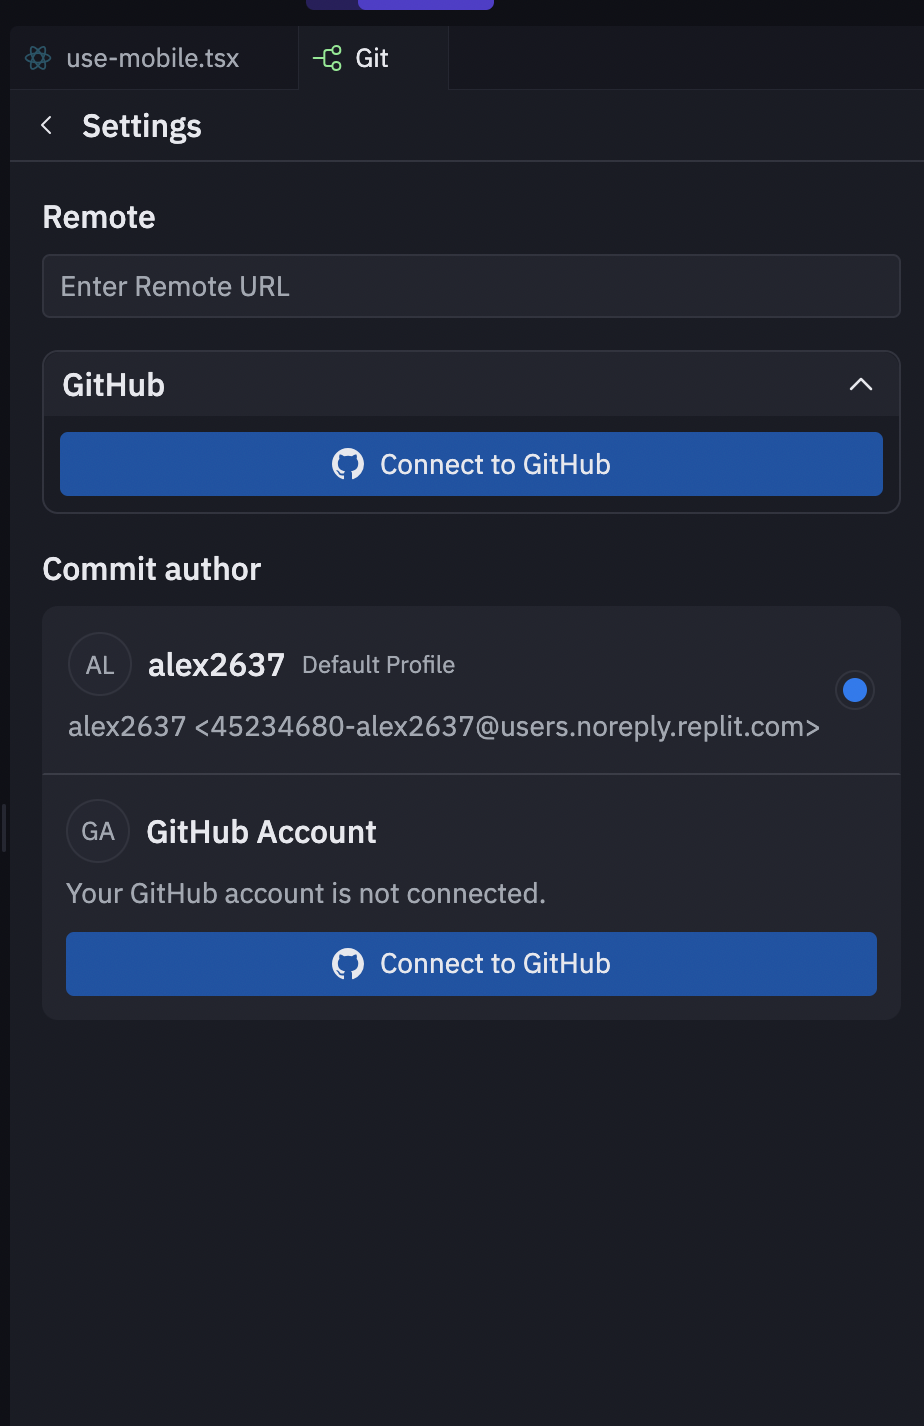 use-mobile.tsx
Git
Settings
Remote
Enter Remote URL
GitHub
Connect to GitHub
Commit author
AL
alex2637 Default Profile
alex2637 <45234680-alex2637@users.noreply.replit.com>
GA
GitHub Account
Your GitHub account is not connected.
Connect to GitHub